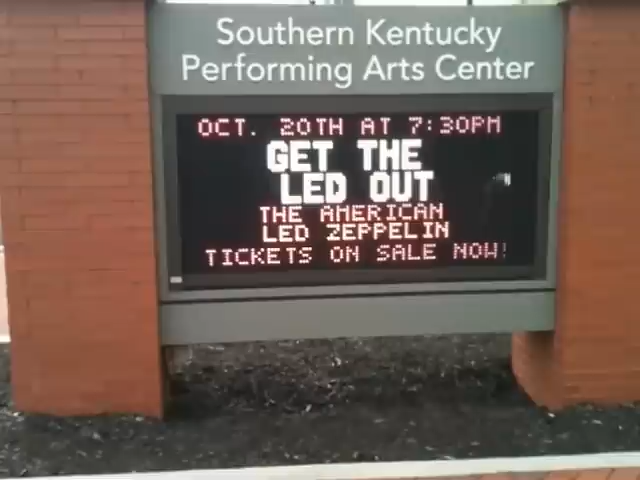 Southern Kentucky
Performing Arts Center
OCT. 20TH AT 7:30PM
GET THE
LED OUT
THE AMERICAN
LED ZEPPELIN
TICKETS ON SALE NOW!